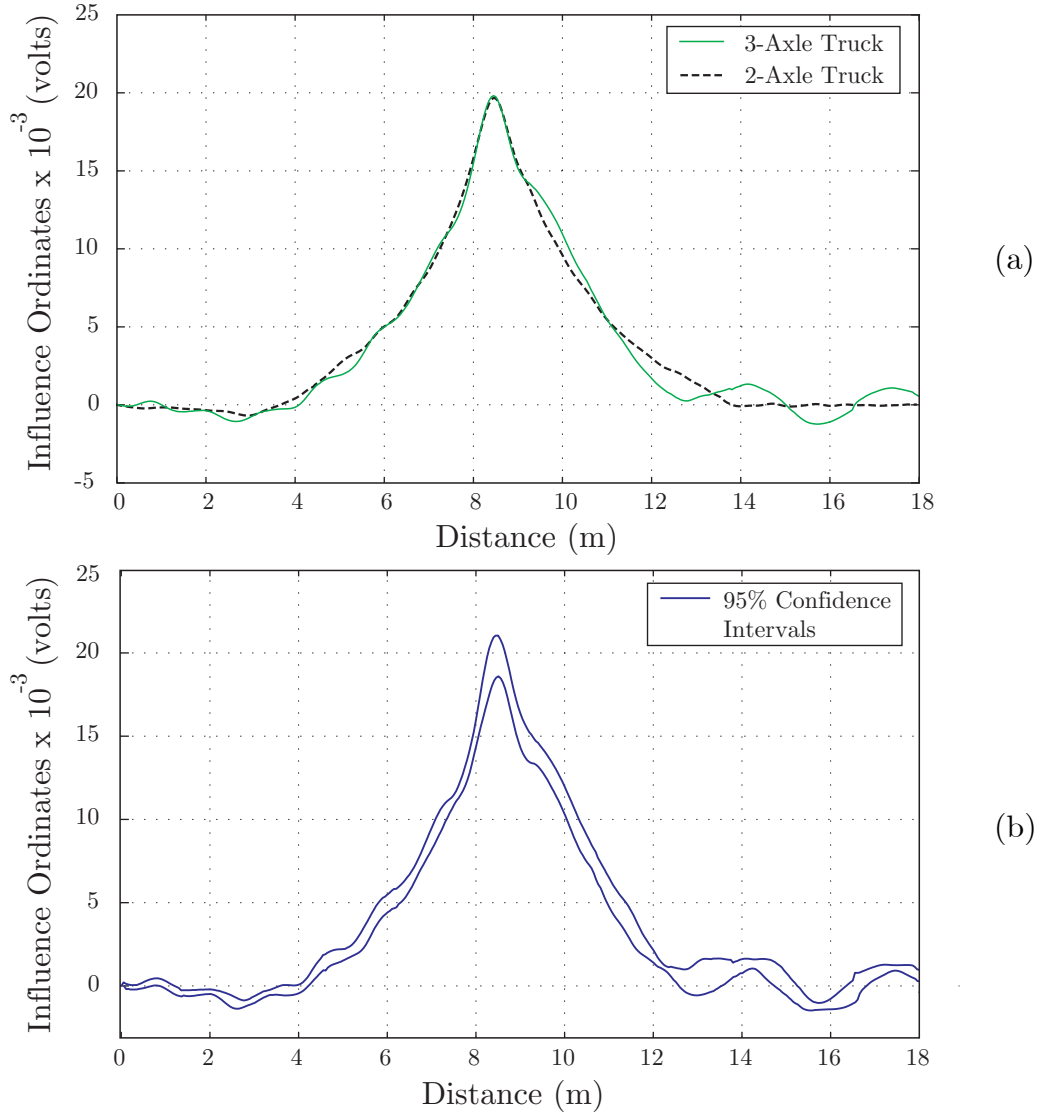 25
20
15
10
5
0
-5
Influence Ordinates x 10⁻³ (volts)
3-Axle Truck
2-Axle Truck
0 2 4 6 8 10 12 14 16 18
Distance (m)
(a)
25
20
15
10
5
0
Influence Ordinates x 10⁻³ (volts)
95% Confidence
Intervals
0 2 4 6 8 10 12 14 16 18
Distance (m)
(b)